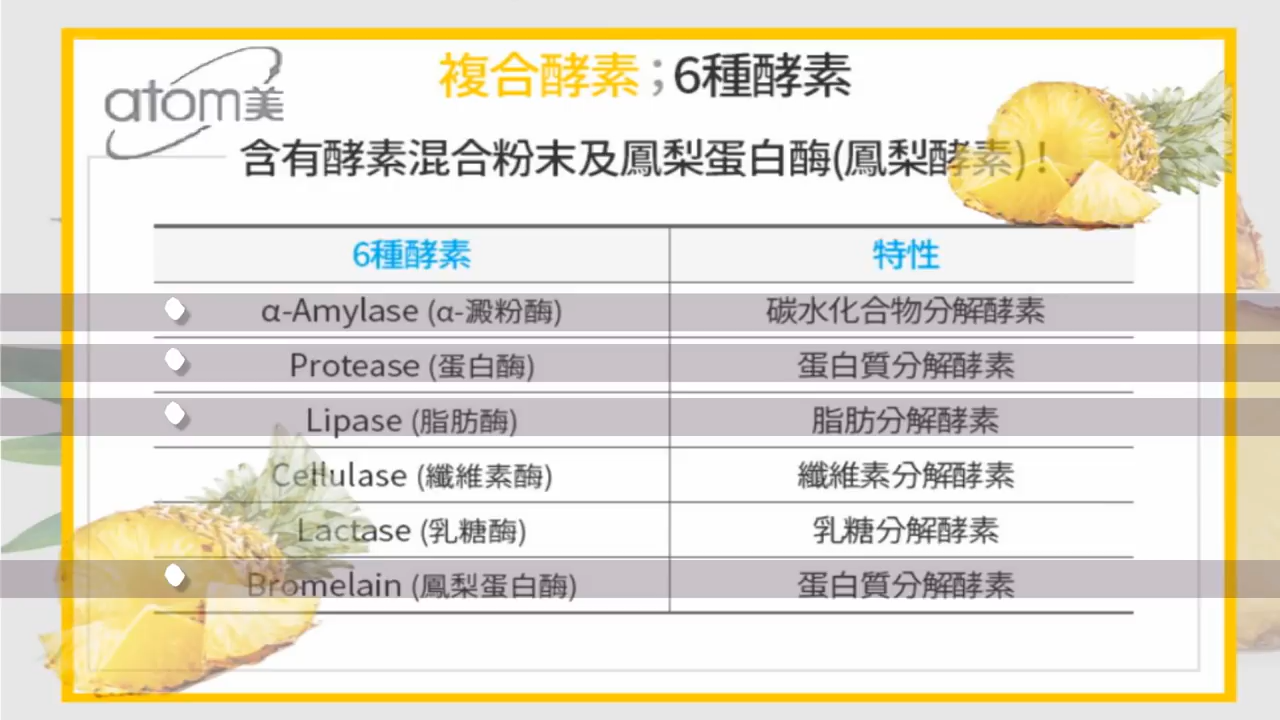 atom美
複合酵素；6種酵素
含有酵素混合粉末及鳳梨蛋白酶(鳳梨酵素)！
6種酵素 特性
α-Amylase (α-澱粉酶) 碳水化合物分解酵素
Protease (蛋白酶) 蛋白質分解酵素
Lipase (脂肪酶) 脂肪分解酵素
Cellulase (纖維素酶) 纖維素分解酵素
Lactase (乳糖酶) 乳糖分解酵素
Bromelain (鳳梨蛋白酶) 蛋白質分解酵素